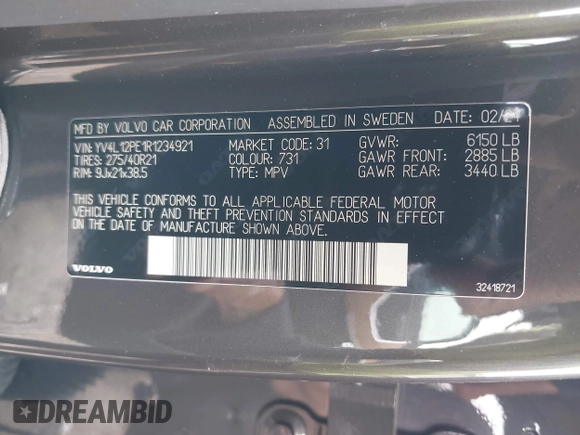 MFD BY VOLVO CAR CORPORATION ASSEMBLED IN SWEDEN DATE: 02/24
VIN: YV4L12PE1R1234921 MARKET CODE: 31 GVWR: 6150 LB
TIRES: 275/40R21 COLOUR: 731 GAWR FRONT: 2885 LB
RIM: 9Jx21x38.5 TYPE: MPV GAWR REAR: 3440 LB
THIS VEHICLE CONFORMS TO ALL APPLICABLE FEDERAL MOTOR
VEHICLE SAFETY AND THEFT PREVENTION STANDARDS IN EFFECT
ON THE DATE OF MANUFACTURE SHOWN ABOVE.
VOLVO
32418721
DREAMBID